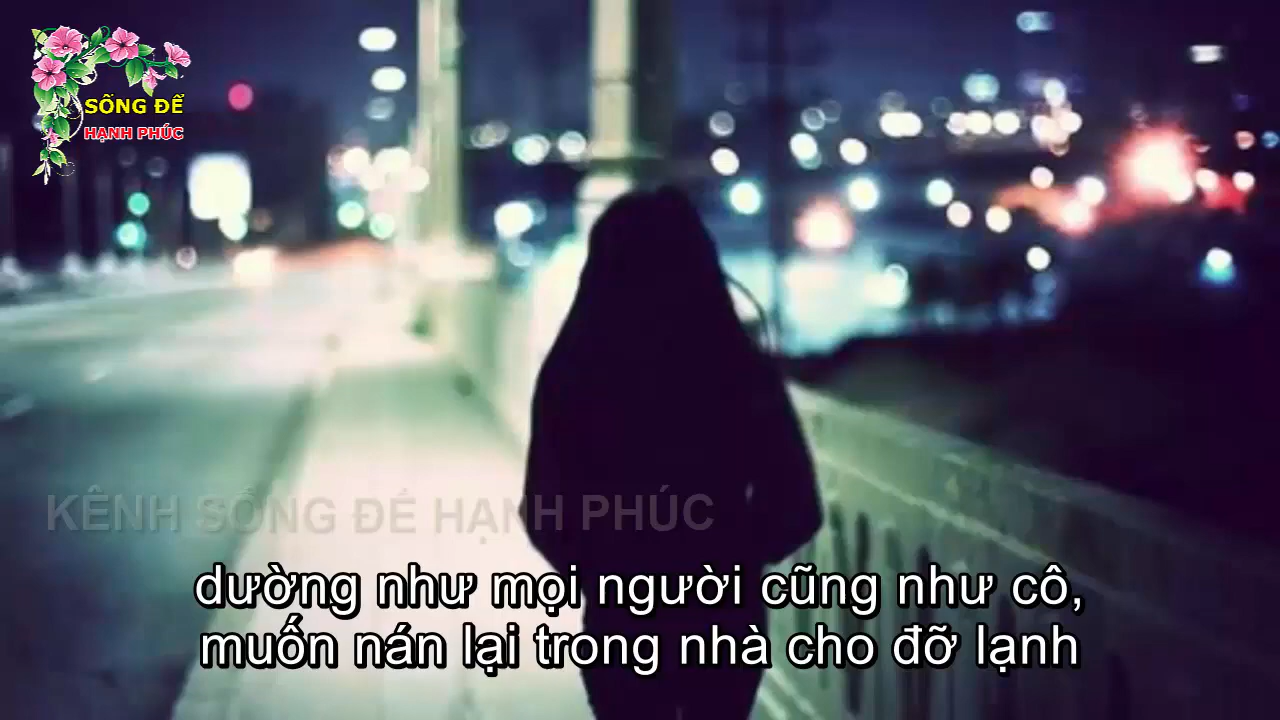 SỐNG ĐỂ
HẠNH PHÚC
KÊNH SỐNG ĐỂ HẠNH PHÚC
dường như mọi người cũng như cô,
muốn nán lại trong nhà cho đỡ lạnh